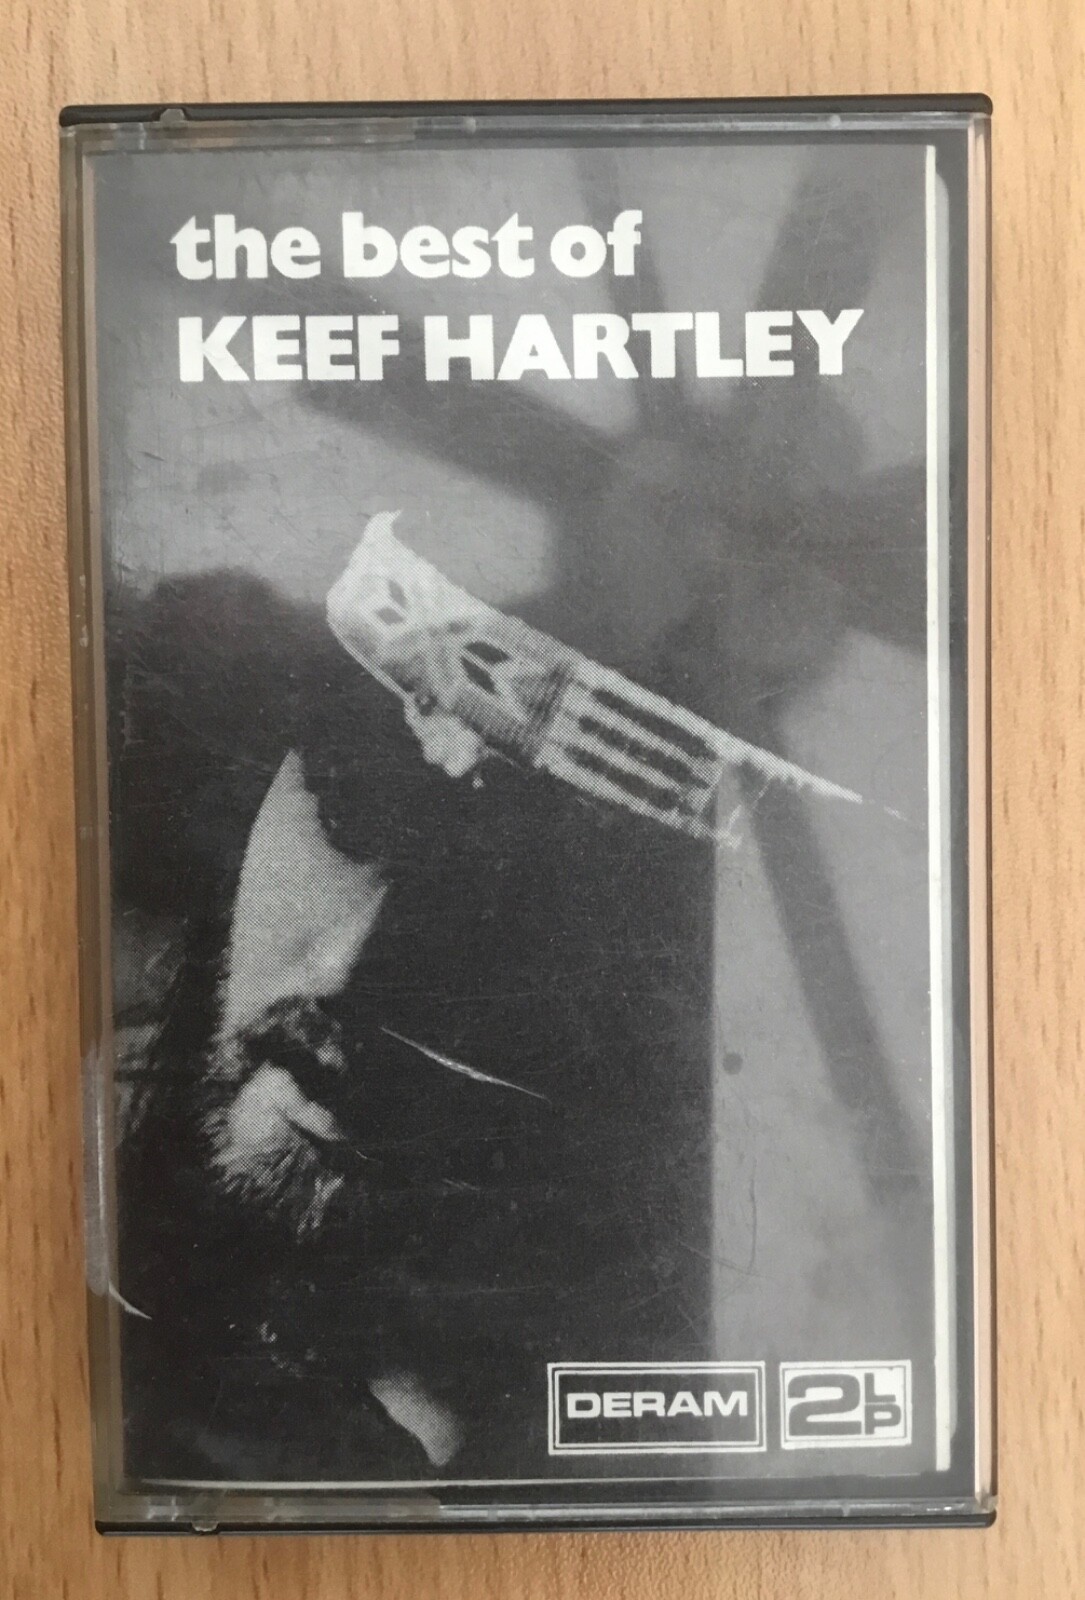 the best of
KEEF HARTLEY
DERAM
2LP